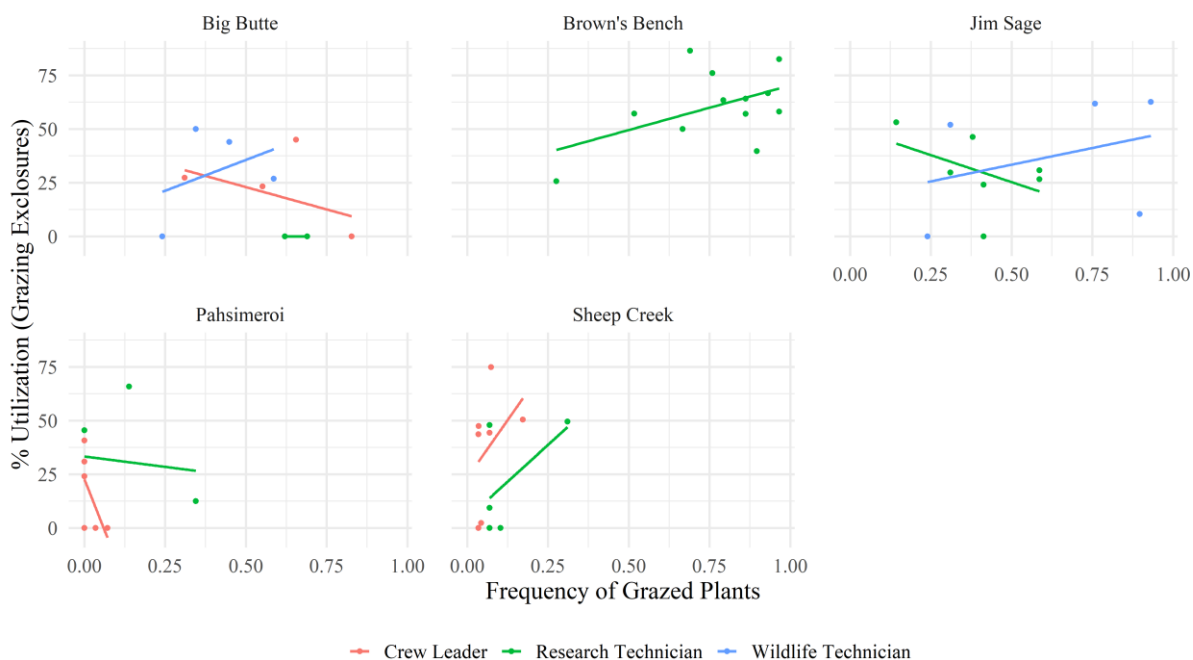 Big Butte
Brown's Bench
Jim Sage
75
50
25
0
0.00 0.25 0.50 0.75 1.00
Pahsimeroi
Sheep Creek
75
50
25
0
0.00 0.25 0.50 0.75 1.00
0.00 0.25 0.50 0.75 1.00
% Utilization (Grazing Exclosures)
Frequency of Grazed Plants
Crew Leader Research Technician Wildlife Technician